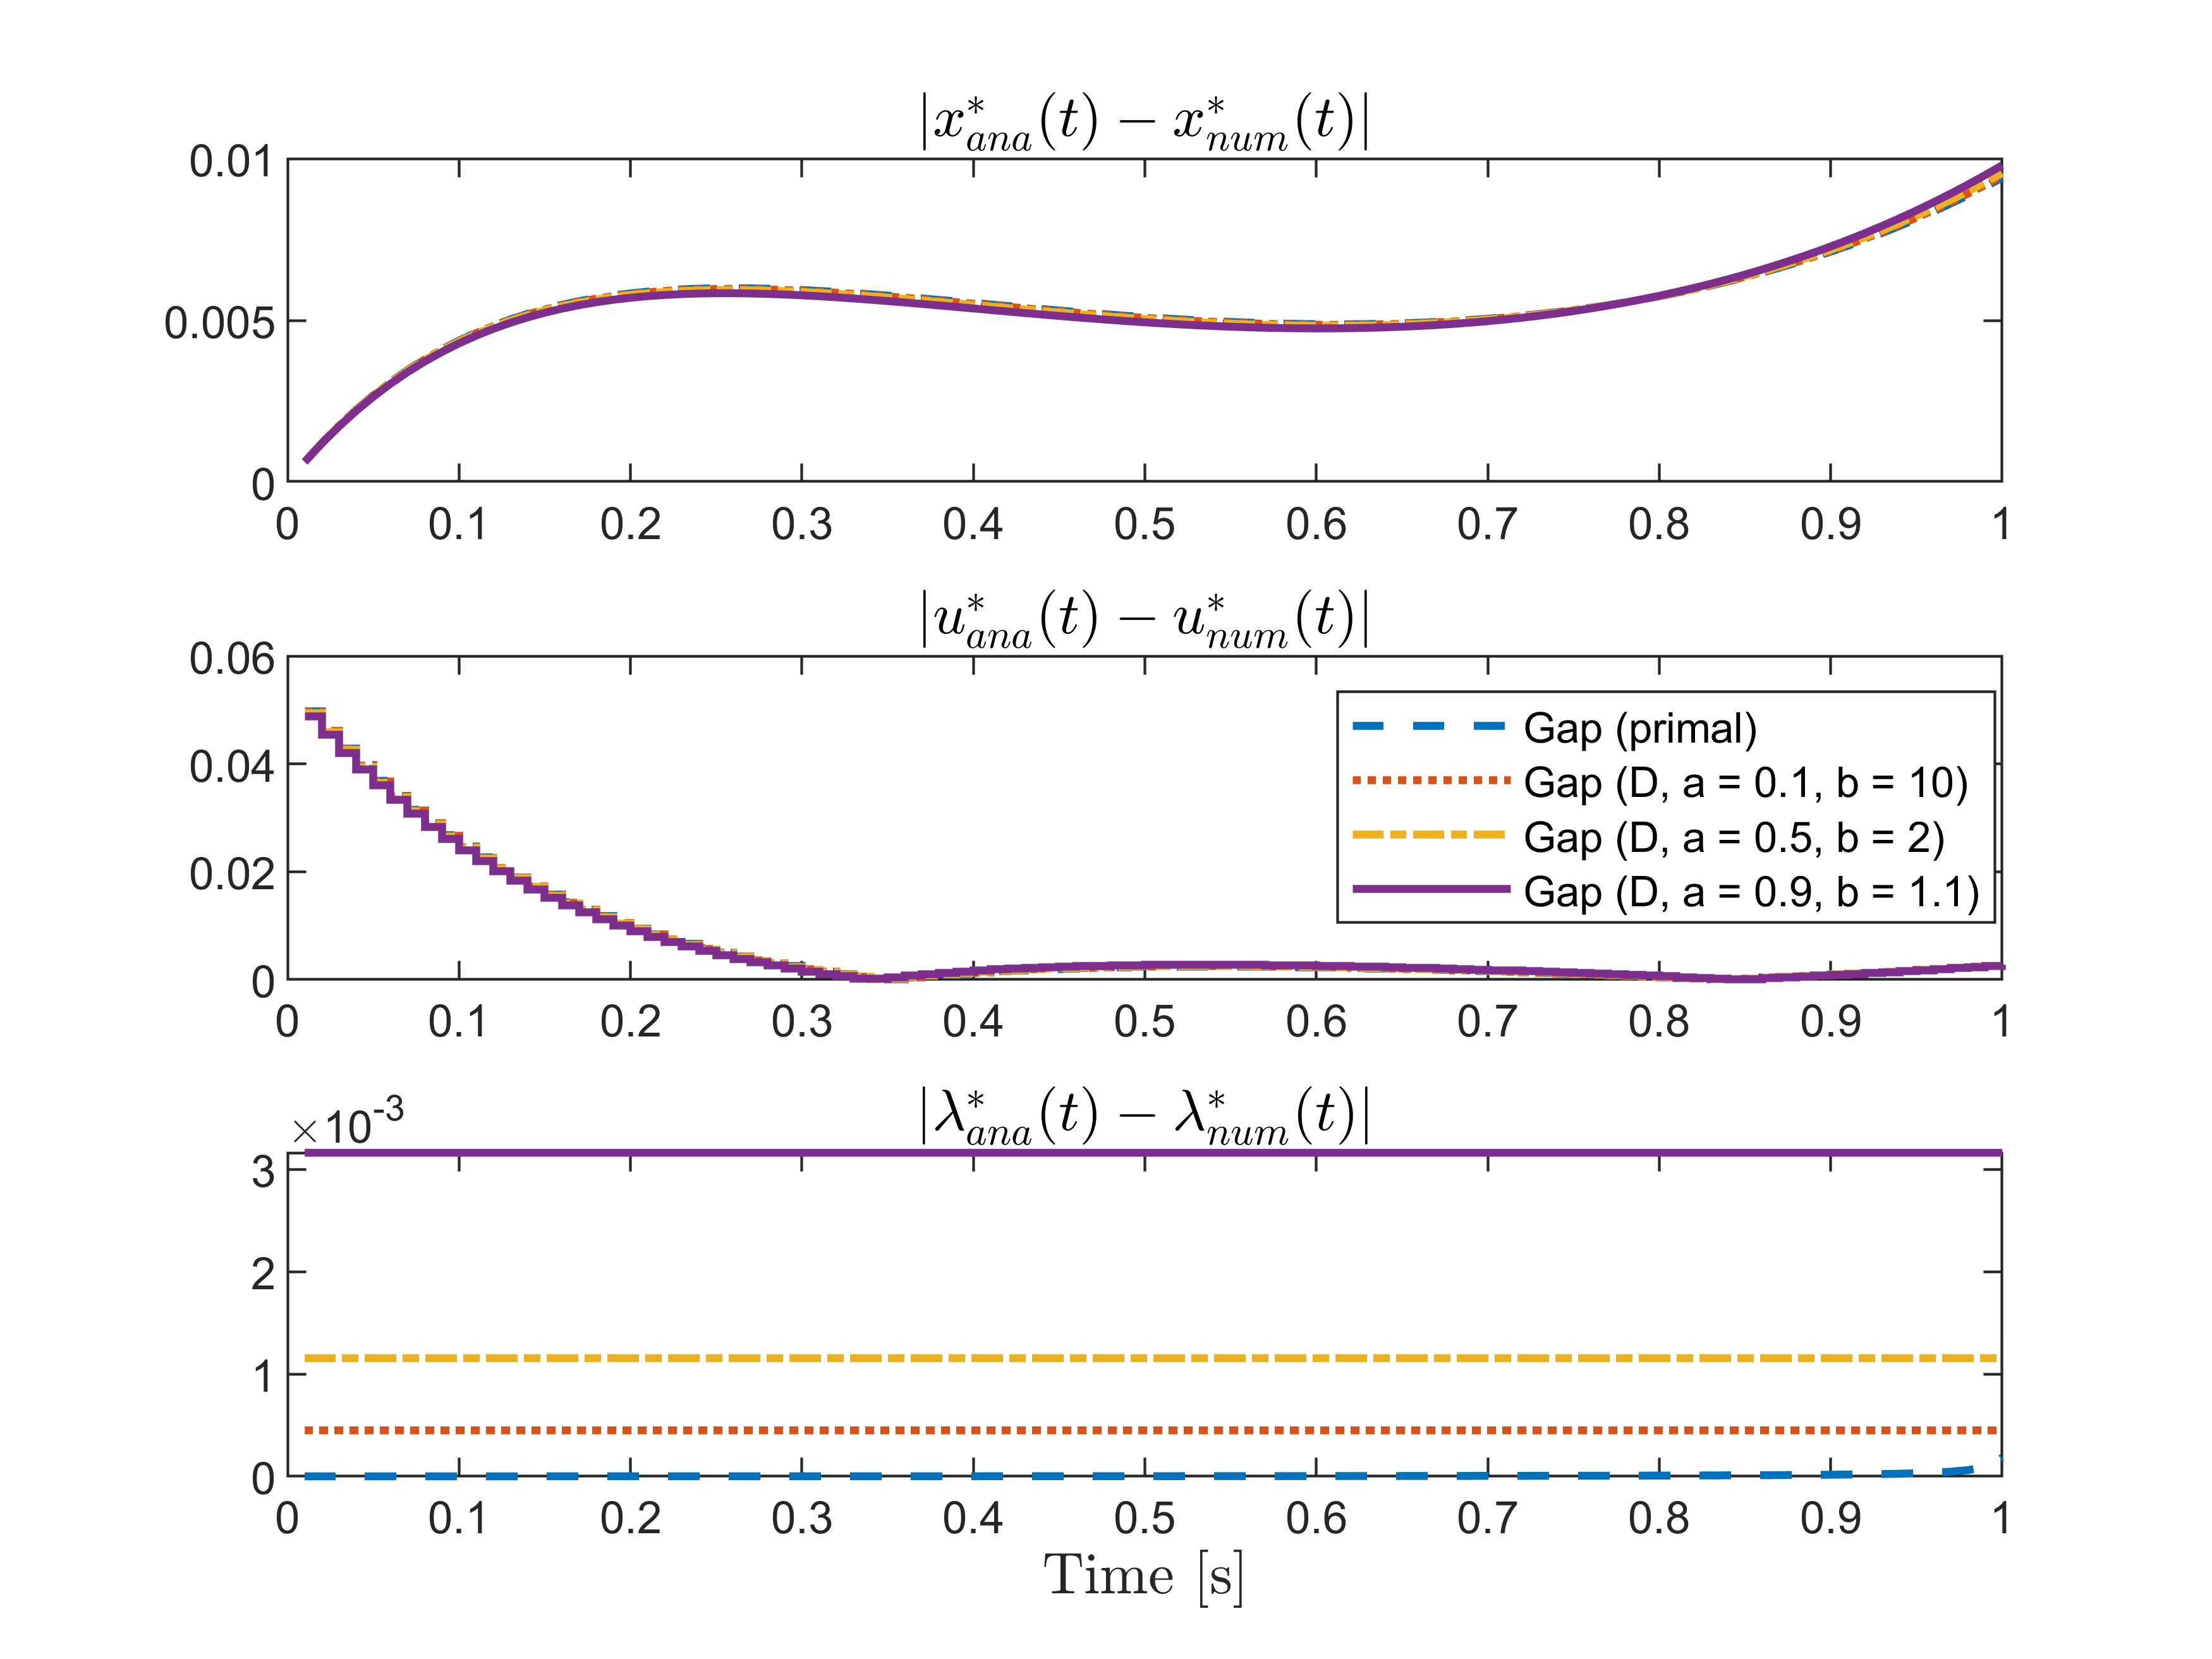 |x*ana(t) − x*num(t)|
0.01
0.005
0
0 0.1 0.2 0.3 0.4 0.5 0.6 0.7 0.8 0.9 1
|u*ana(t) − u*num(t)|
0.06
0.04
0.02
0
Gap (primal)
Gap (D, a = 0.1, b = 10)
Gap (D, a = 0.5, b = 2)
Gap (D, a = 0.9, b = 1.1)
0 0.1 0.2 0.3 0.4 0.5 0.6 0.7 0.8 0.9 1
|λ*ana(t) − λ*num(t)|
×10-3
3
2
1
0
0 0.1 0.2 0.3 0.4 0.5 0.6 0.7 0.8 0.9 1
Time [s]